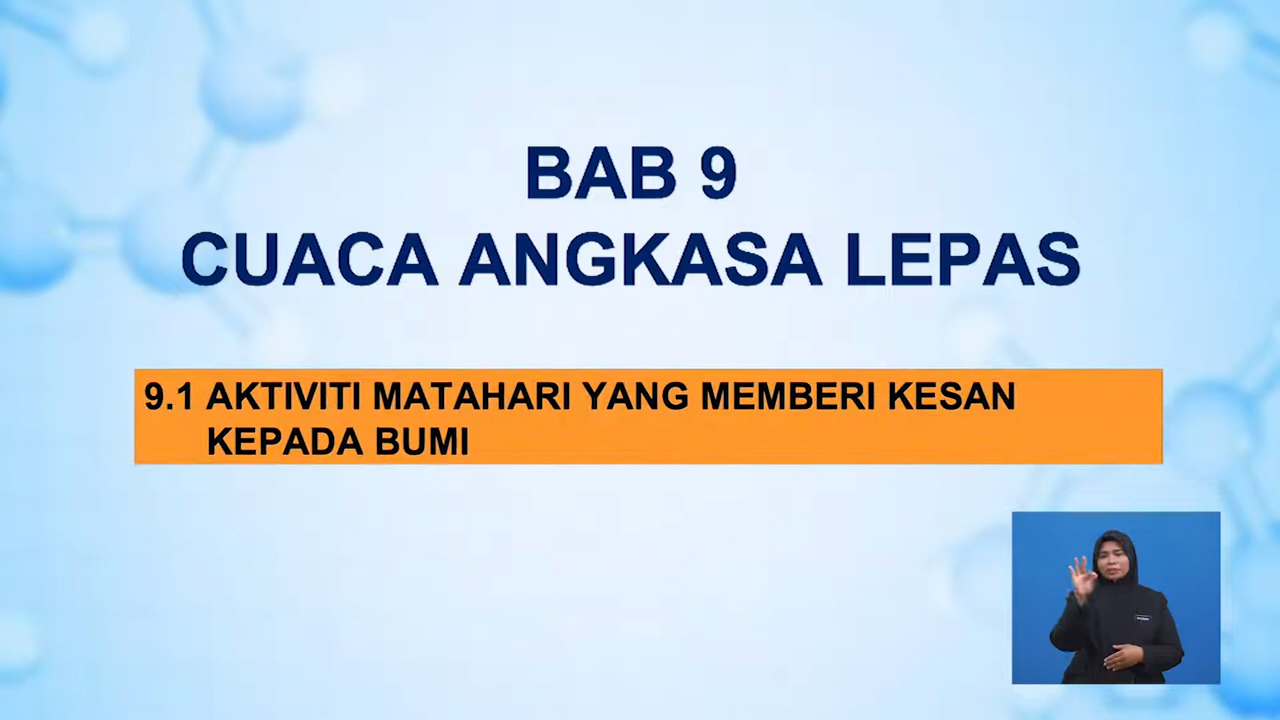 BAB 9
CUACA ANGKASA LEPAS
9.1 AKTIVITI MATAHARI YANG MEMBERI KESAN
KEPADA BUMI